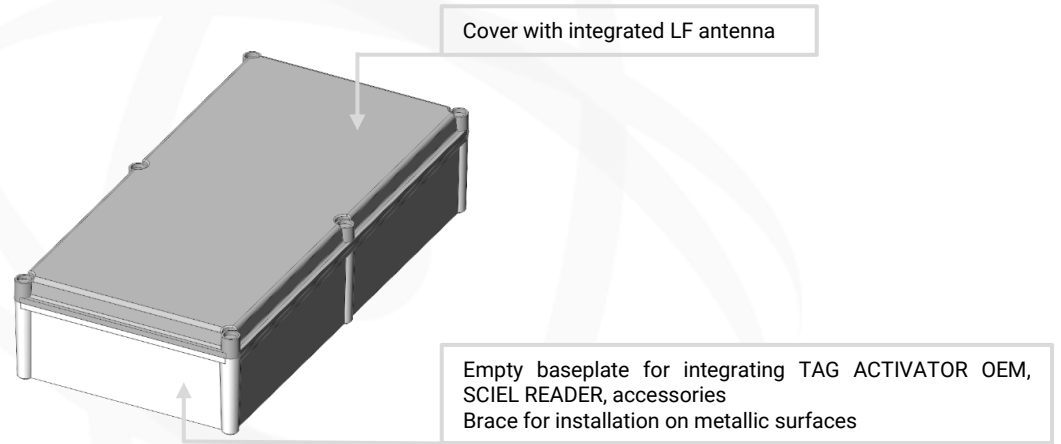 Cover with integrated LF antenna
Empty baseplate for integrating TAG ACTIVATOR OEM,
SCIEL READER, accessories
Brace for installation on metallic surfaces